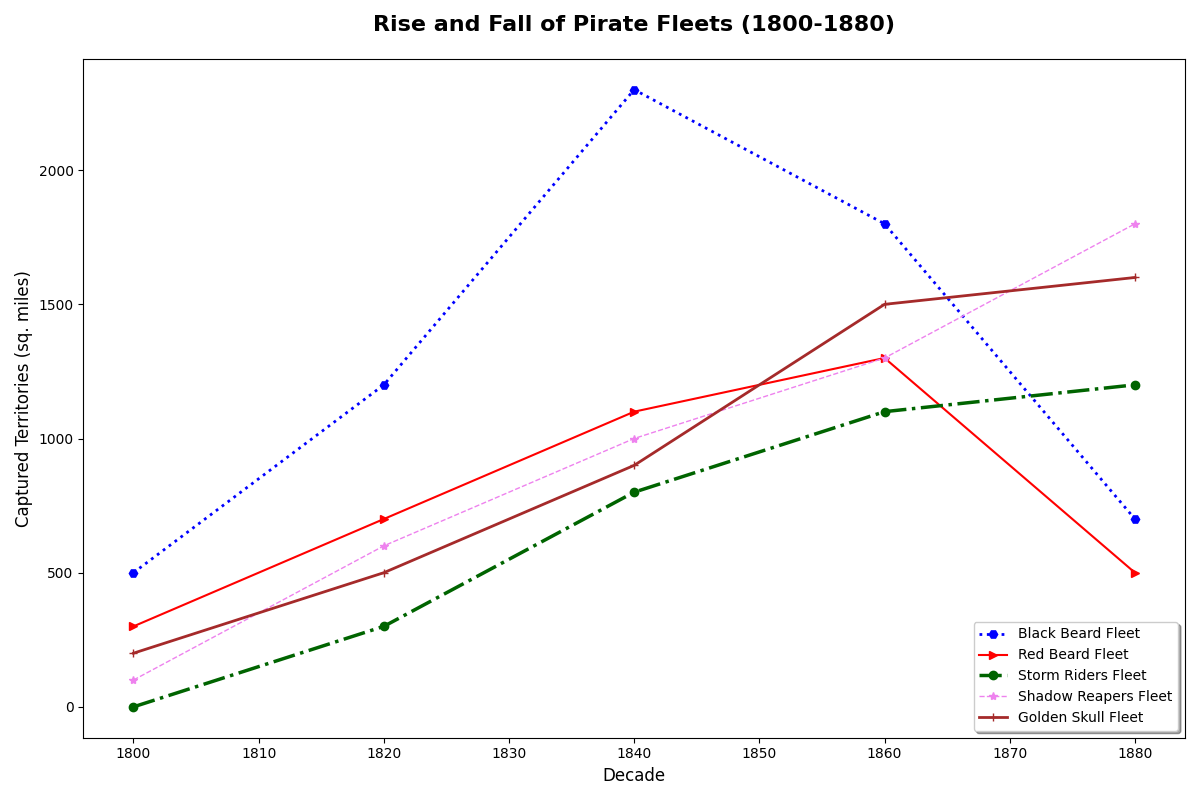 Rise and Fall of Pirate Fleets (1800-1880)
Captured Territories (sq. miles)
2000
1500
1000
500
0
1800 1810 1820 1830 1840 1850 1860 1870 1880
Decade
Black Beard Fleet
Red Beard Fleet
Storm Riders Fleet
Shadow Reapers Fleet
Golden Skull Fleet